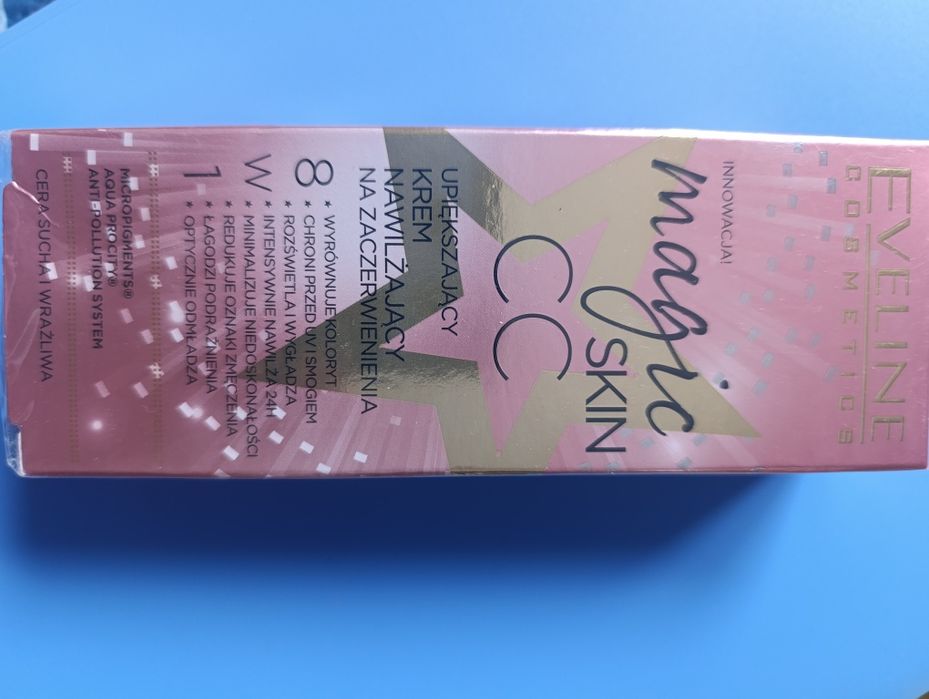 EVELINE
COSMETICS
INNOWACJA!
magic
SKIN
CC
UPIĘKSZAJĄCY
KREM
NAWILŻAJĄCY
NA ZACZERWIENIENIA
8 W 1
★ WYRÓWNUJE KOLORYT
★ CHRONI PRZED UV I SMOGIEM
★ ROZŚWIETLA I WYGŁADZA
★ INTENSYWNIE NAWILŻA 24H
★ MINIMALIZUJE NIEDOSKONAŁOŚCI
★ REDUKUJE OZNAKI ZMĘCZENIA
★ ŁAGODZI PODRAŻNIENIA
★ OPTYCZNIE ODMŁADZA
MICROPIGMENTS®
AQUA PROCITY®
ANTI-POLLUTION SYSTEM
CERA SUCHA I WRAŻLIWA